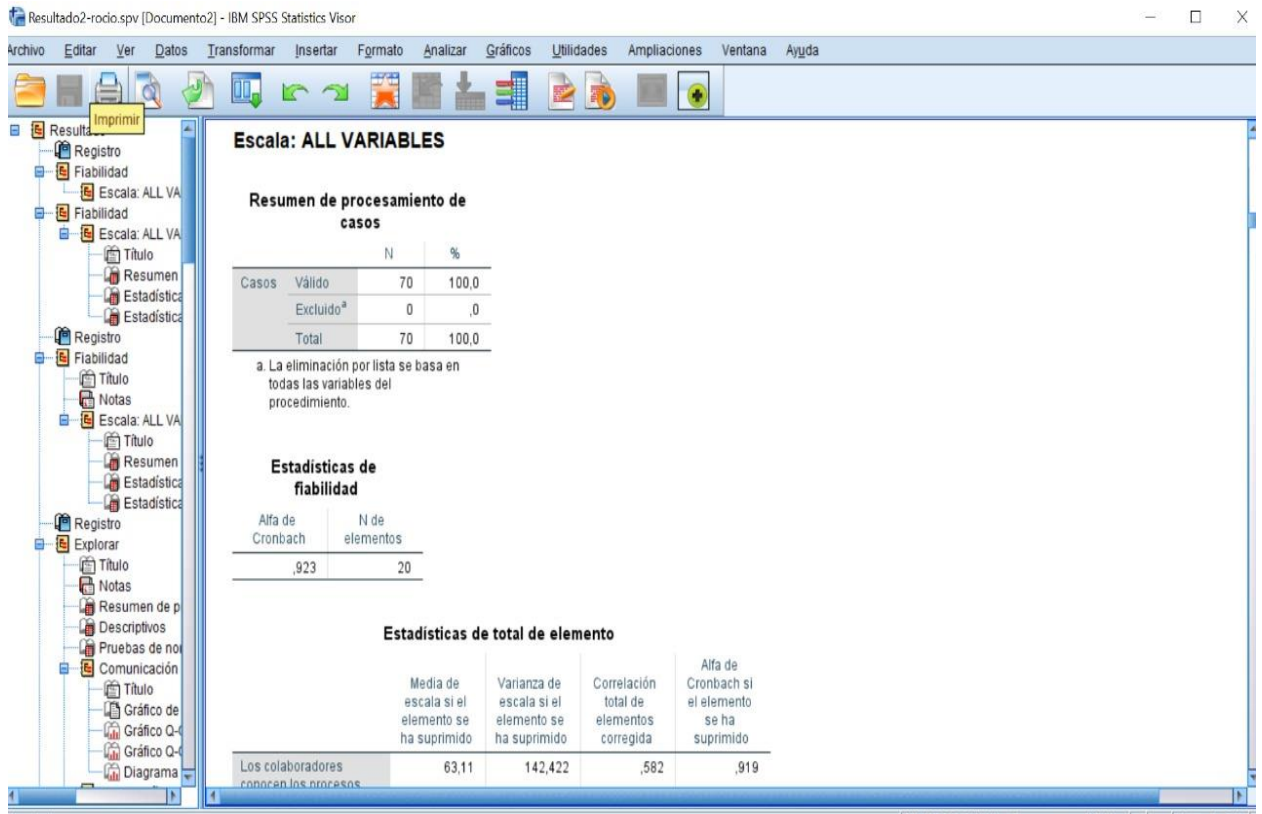 Resultado2-rocio.spv [Documento2] - IBM SPSS Statistics Visor
Archivo Editar Ver Datos Transformar Insertar Formato Analizar Gráficos Utilidades Ampliaciones Ventana Ayuda
Imprimir
Resulta
Registro
Fiabilidad
Escala: ALL VA
Fiabilidad
Escala: ALL VA
Título
Resumen
Estadística
Estadística
Registro
Fiabilidad
Título
Notas
Escala: ALL VA
Título
Resumen
Estadística
Estadística
Registro
Explorar
Título
Notas
Resumen de p
Descriptivos
Pruebas de nor
Comunicación
Título
Gráfico de
Gráfico Q-
Gráfico Q-
Diagrama
Escala: ALL VARIABLES
Resumen de procesamiento de
casos
N %
Casos Válido 70 100,0
Excluido a 0 ,0
Total 70 100,0
a. La eliminación por lista se basa en
todas las variables del
procedimiento.
Estadísticas de
fiabilidad
Alfa de N de
Cronbach elementos
,923 20
Estadísticas de total de elemento
Alfa de
Media de Varianza de Correlación Cronbach si
escala si el escala si el total de el elemento
elemento se elemento se elementos se ha
ha suprimido ha suprimido corregida suprimido
Los colaboradores 63,11 142,422 ,582 ,919
conocen los procesos